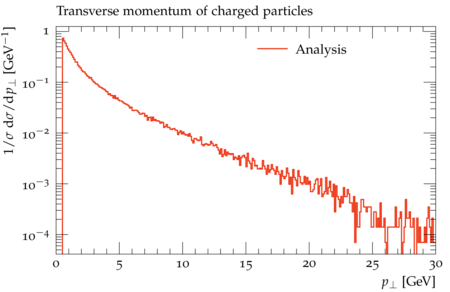 Transverse momentum of charged particles
1/σ dσ/dp⊥ [GeV⁻¹]
Analysis
1
10⁻¹
10⁻²
10⁻³
10⁻⁴
0 5 10 15 20 25 30
p⊥ [GeV]